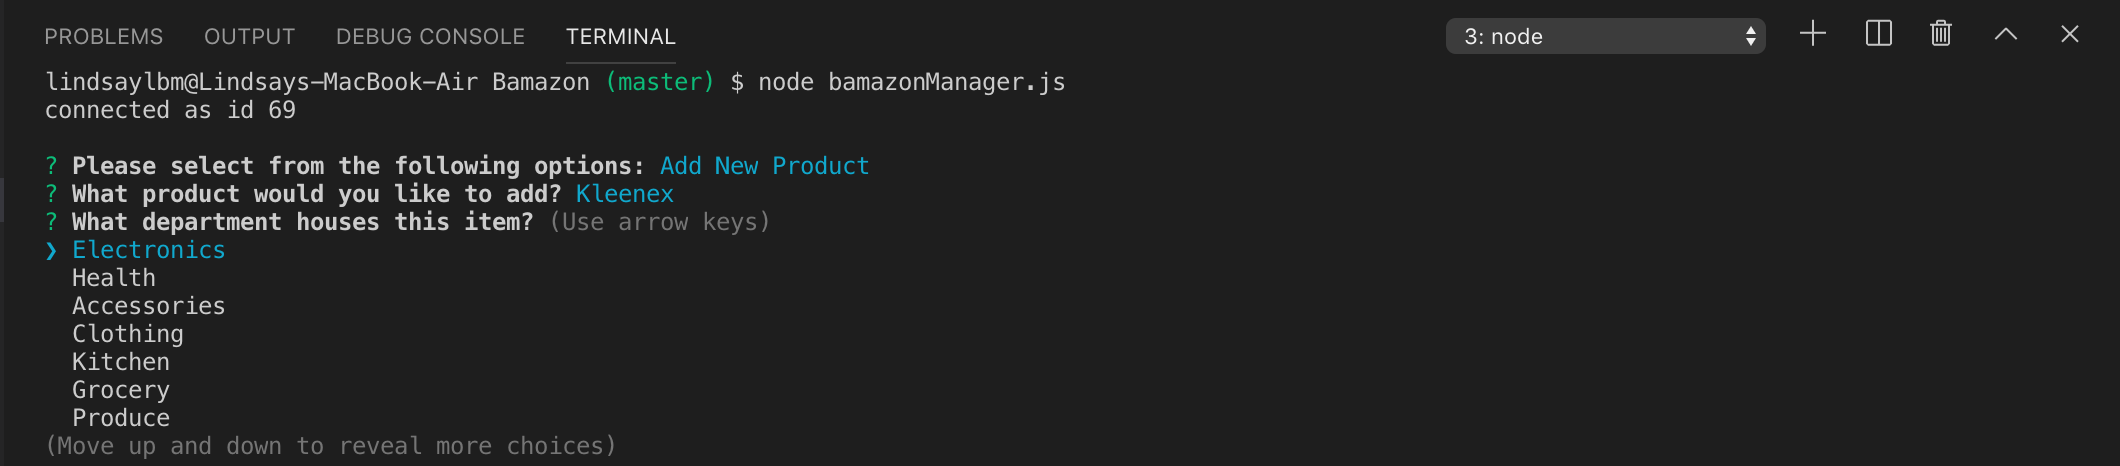 PROBLEMS OUTPUT DEBUG CONSOLE TERMINAL 3: node
lindsaylbm@Lindsays-MacBook-Air Bamazon (master) $ node bamazonManager.js
connected as id 69
? Please select from the following options: Add New Product
? What product would you like to add? Kleenex
? What department houses this item? (Use arrow keys)
❯ Electronics
Health
Accessories
Clothing
Kitchen
Grocery
Produce
(Move up and down to reveal more choices)